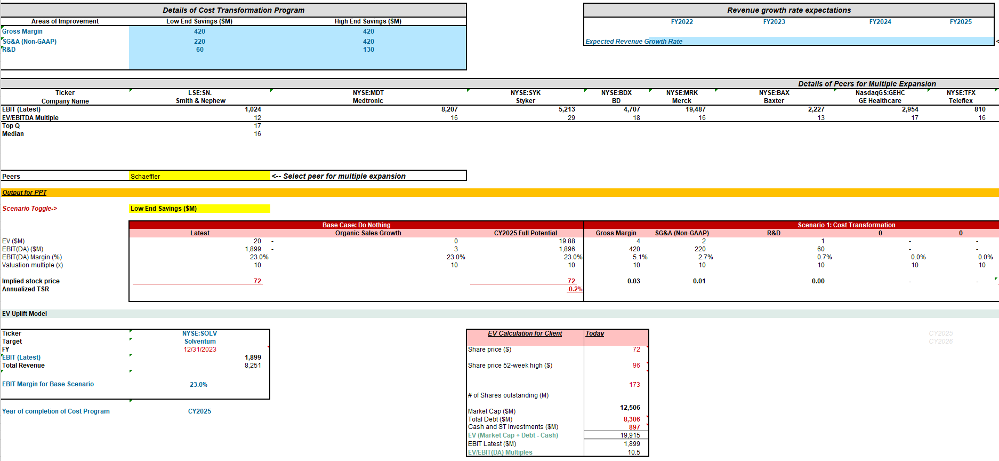 Details of Cost Transformation Program
Revenue growth rate expectations
Areas of Improvement Low End Savings ($M) High End Savings ($M)
FY2022 FY2023 FY2024 FY2025
Gross Margin 420 420
SG&A (Non-GAAP) 220 420
Expected Revenue Growth Rate <
R&D 60 130
Details of Peers for Multiple Expansion
Ticker LSE:SN. NYSE:MDT NYSE:SYK NYSE:BDX NYSE:MRK NYSE:BAX NasdaqGS:GEHC NYSE:TFX
Company Name Smith & Nephew Medtronic Styker BD Merck Baxter GE Healthcare Teleflex
EBIT (Latest) 1,024 8,207 5,213 4,707 19,487 2,227 2,954 810
EV/EBITDA Multiple 12 16 29 18 16 13 17 16
Top Q 17
Median 16
Peers Schaeffler <-- Select peer for multiple expansion
Output for PPT
Scenario Toggle-> Low End Savings ($M)
Base Case: Do Nothing Scenario 1: Cost Transformation
Latest Organic Sales Growth CY2025 Full Potential Gross Margin SG&A (Non-GAAP) R&D 0 0
EV ($M) 20 - 0 19.88 4 2 1 - -
EBIT(DA) ($M) 1,899 - 3 1,896 420 220 60 - -
EBIT(DA) Margin (%) 23.0% 23.0% 23.0% 5.1% 2.7% 0.7% 0.0% 0.0%
Valuation multiple (x) 10 10 10 10 10 10 10 10
Implied stock price 72 72 0.03 0.01 0.00 - -
Annualized TSR -0.2%
EV Uplift Model
Ticker NYSE:SOLV
Target Solventum
FY 12/31/2023
EBIT (Latest) 1,899
Total Revenue 8,251
EBIT Margin for Base Scenario 23.0%
Year of completion of Cost Program CY2025
EV Calculation for Client Today
Share price ($) 72
Share price 52-week high ($) 96
173
# of Shares outstanding (M)
12,506
Market Cap ($M)
Total Debt ($M) 8,306
Cash and ST Investments ($M) 897
EV (Market Cap + Debt - Cash) 19,915
EBIT Latest ($M) 1,899
EV/EBIT(DA) Multiples 10.5
CY2025
CY2026